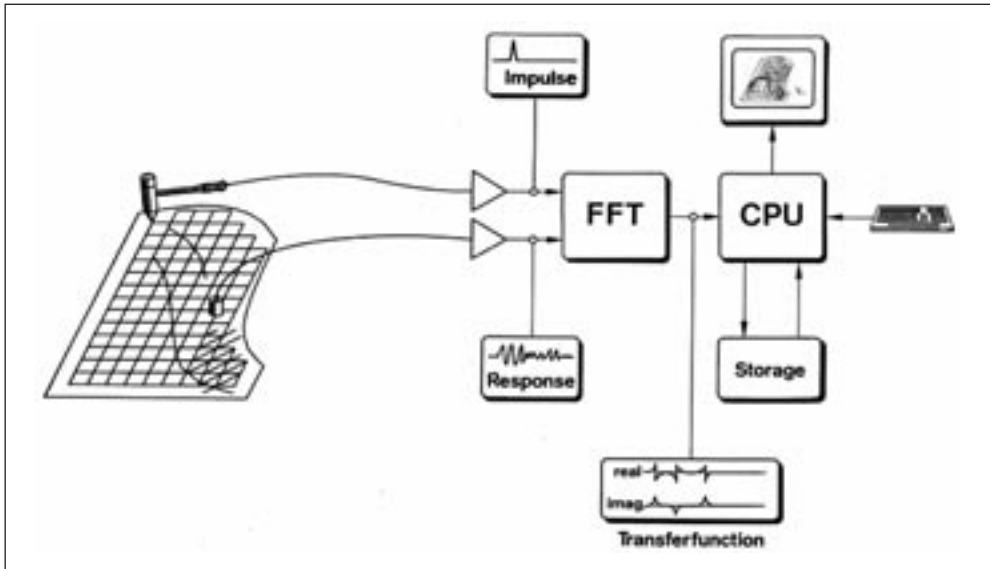 Impulse
FFT
CPU
Response
Storage
real
imag
Transferfunction